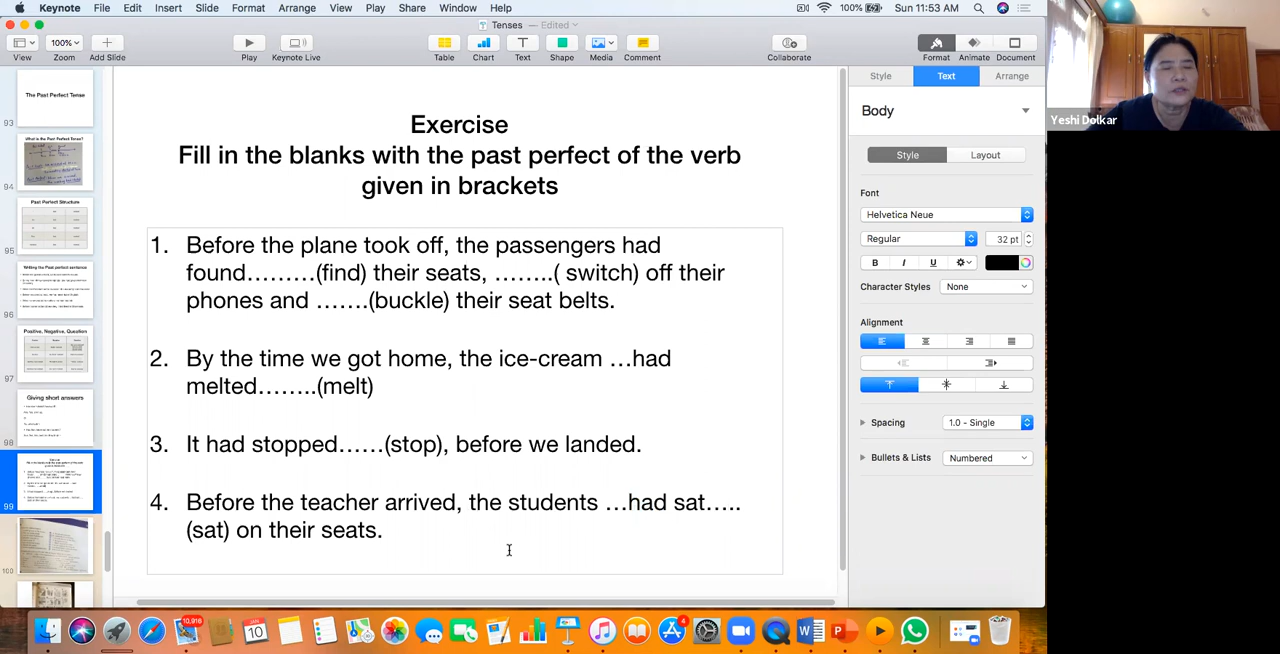 Keynote File Edit Insert Slide Format Arrange View Play Share Window Help 100% Sun 11:53 AM
Tenses — Edited
100%
View Zoom Add Slide Play Keynote Live Table Chart Text Shape Media Comment Collaborate Format Animate Document
Style Text Arrange
Body
Style Layout
Font
Helvetica Neue
Regular 32 pt
B I U
Character Styles None
Alignment
Spacing 1.0 - Single
Bullets & Lists Numbered
The Past Perfect Tense
93
What is the Past Perfect Tense?
94
Past Perfect Structure
95
Writing the Past perfect sentence
96
Positive, Negative, Question
97
Giving short answers
98
99
100
Exercise
Fill in the blanks with the past perfect of the verb
given in brackets
1. Before the plane took off, the passengers had
found………(find) their seats, ……..( switch) off their
phones and …….(buckle) their seat belts.
2. By the time we got home, the ice-cream …had
melted……..(melt)
3. It had stopped……(stop), before we landed.
4. Before the teacher arrived, the students …had sat…..
(sat) on their seats.
Yeshi Dolkar
10,916
JAN
10
4